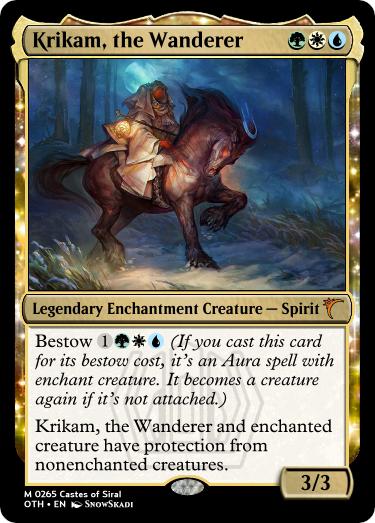 Krikam, the Wanderer
Legendary Enchantment Creature — Spirit
Bestow 1 (If you cast this card
for its bestow cost, it's an Aura spell with
enchant creature. It becomes a creature
again if it's not attached.)
Krikam, the Wanderer and enchanted
creature have protection from
nonenchanted creatures.
3/3
M 0265 Castes of Siral
OTH • EN SnowSkadi